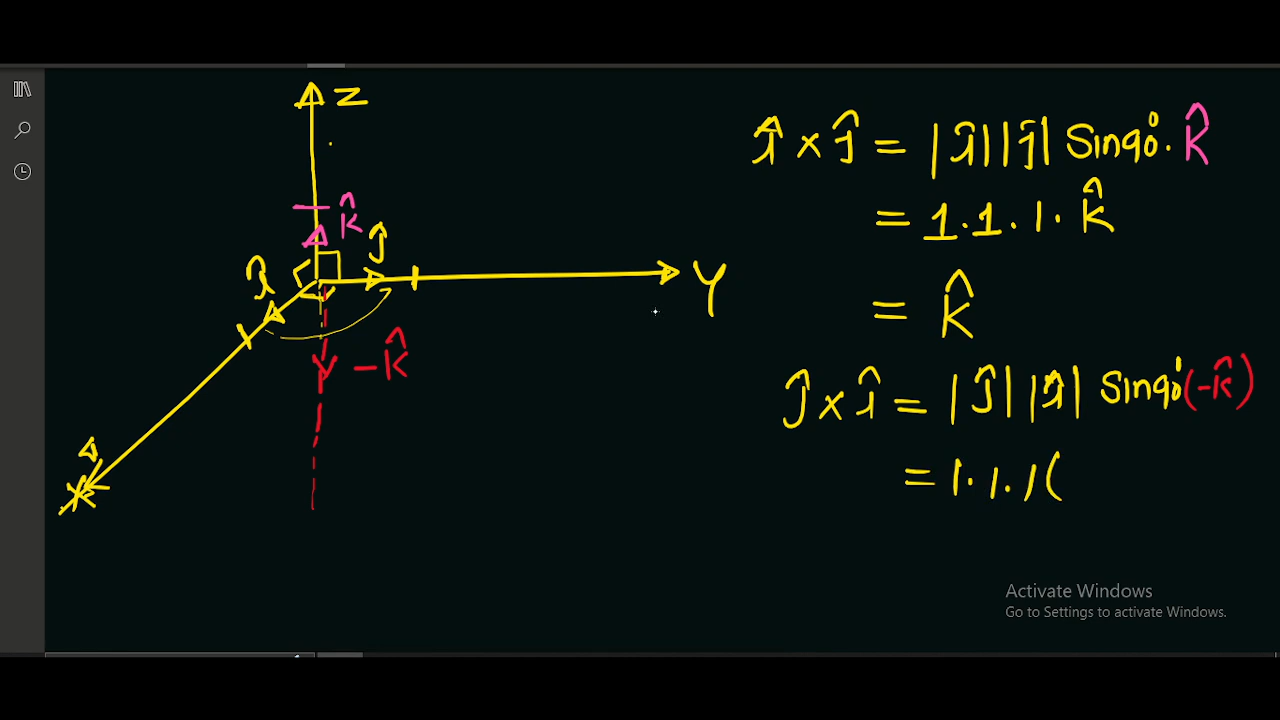 Z
k̂
ĵ
î
Y
-k̂
X
î × ĵ = |î||ĵ| Sin90°. k̂
= 1.1.1. k̂
= k̂
ĵ × î = |ĵ||î| Sin90°(-k̂)
= 1.1.1(
Activate Windows
Go to Settings to activate Windows.